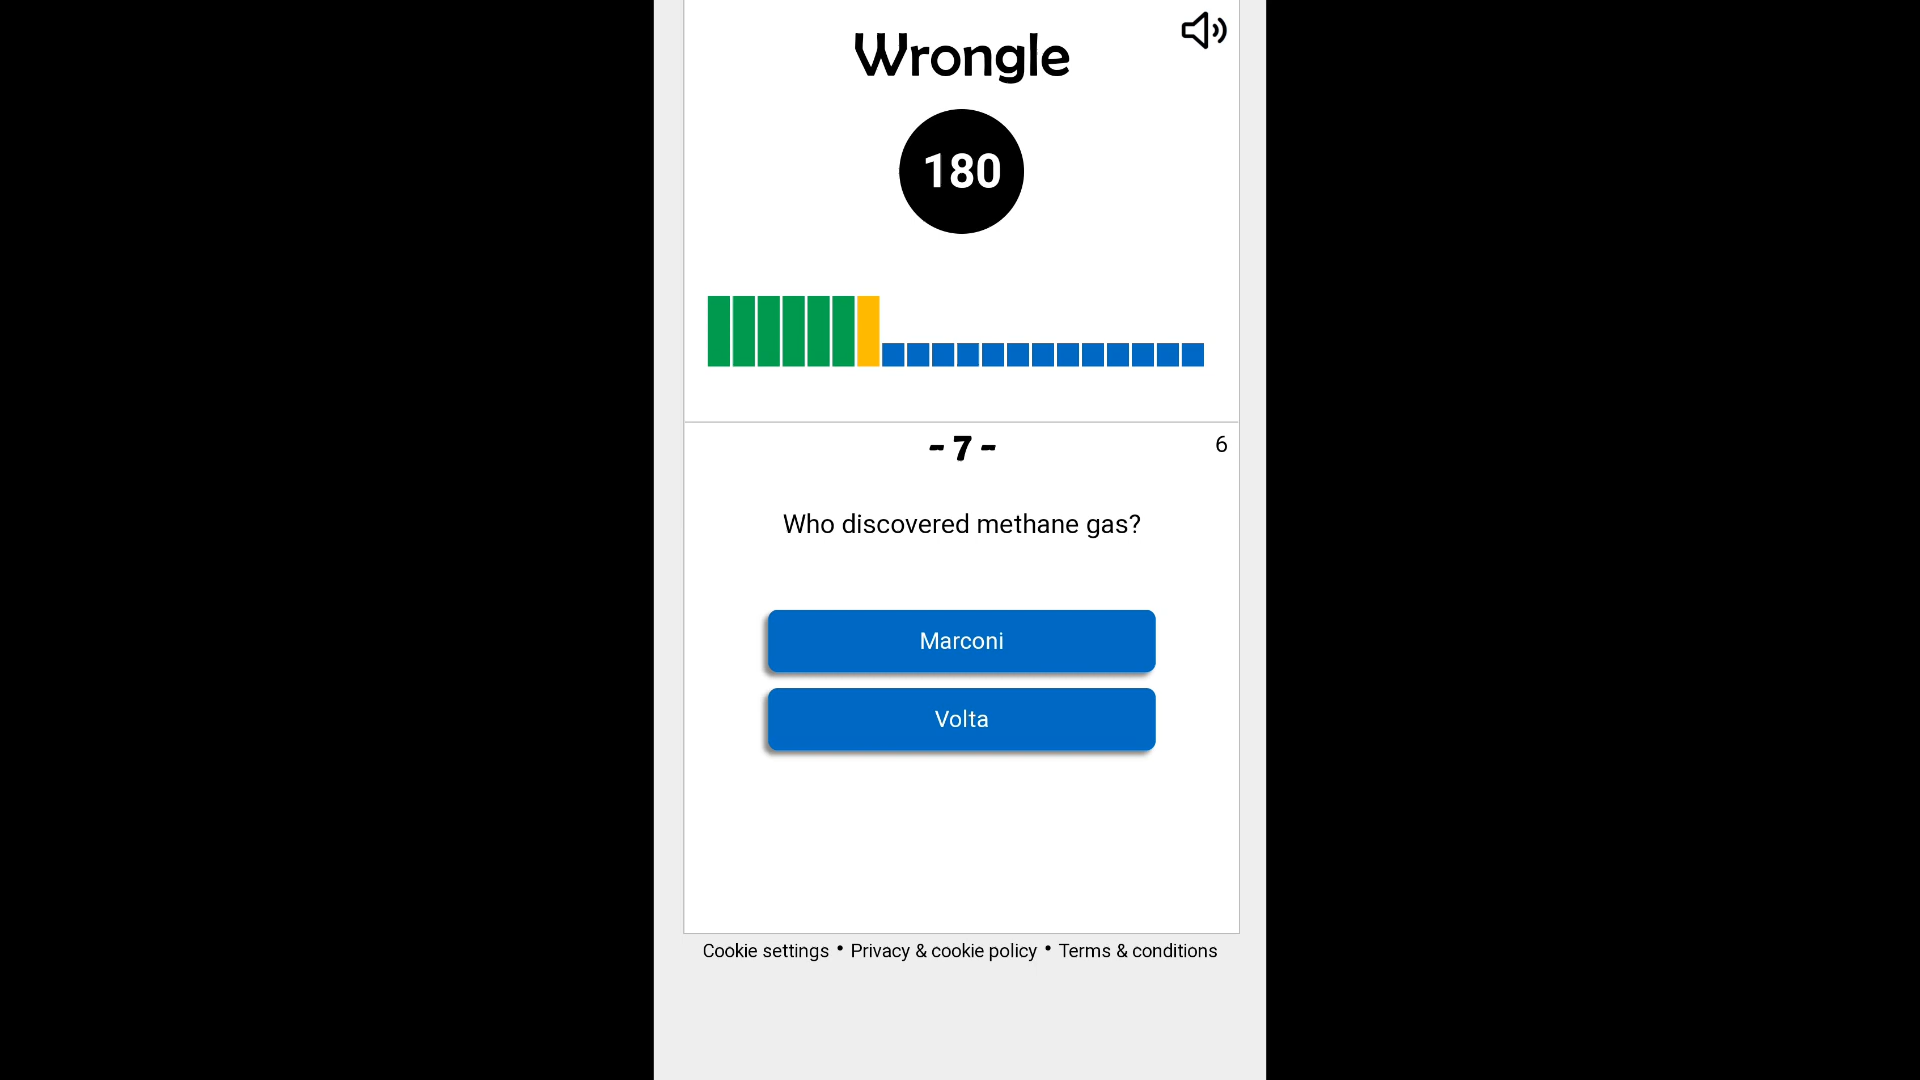 Wrongle
180
- 7 -
6
Who discovered methane gas?
Marconi
Volta
Cookie settings • Privacy & cookie policy • Terms & conditions